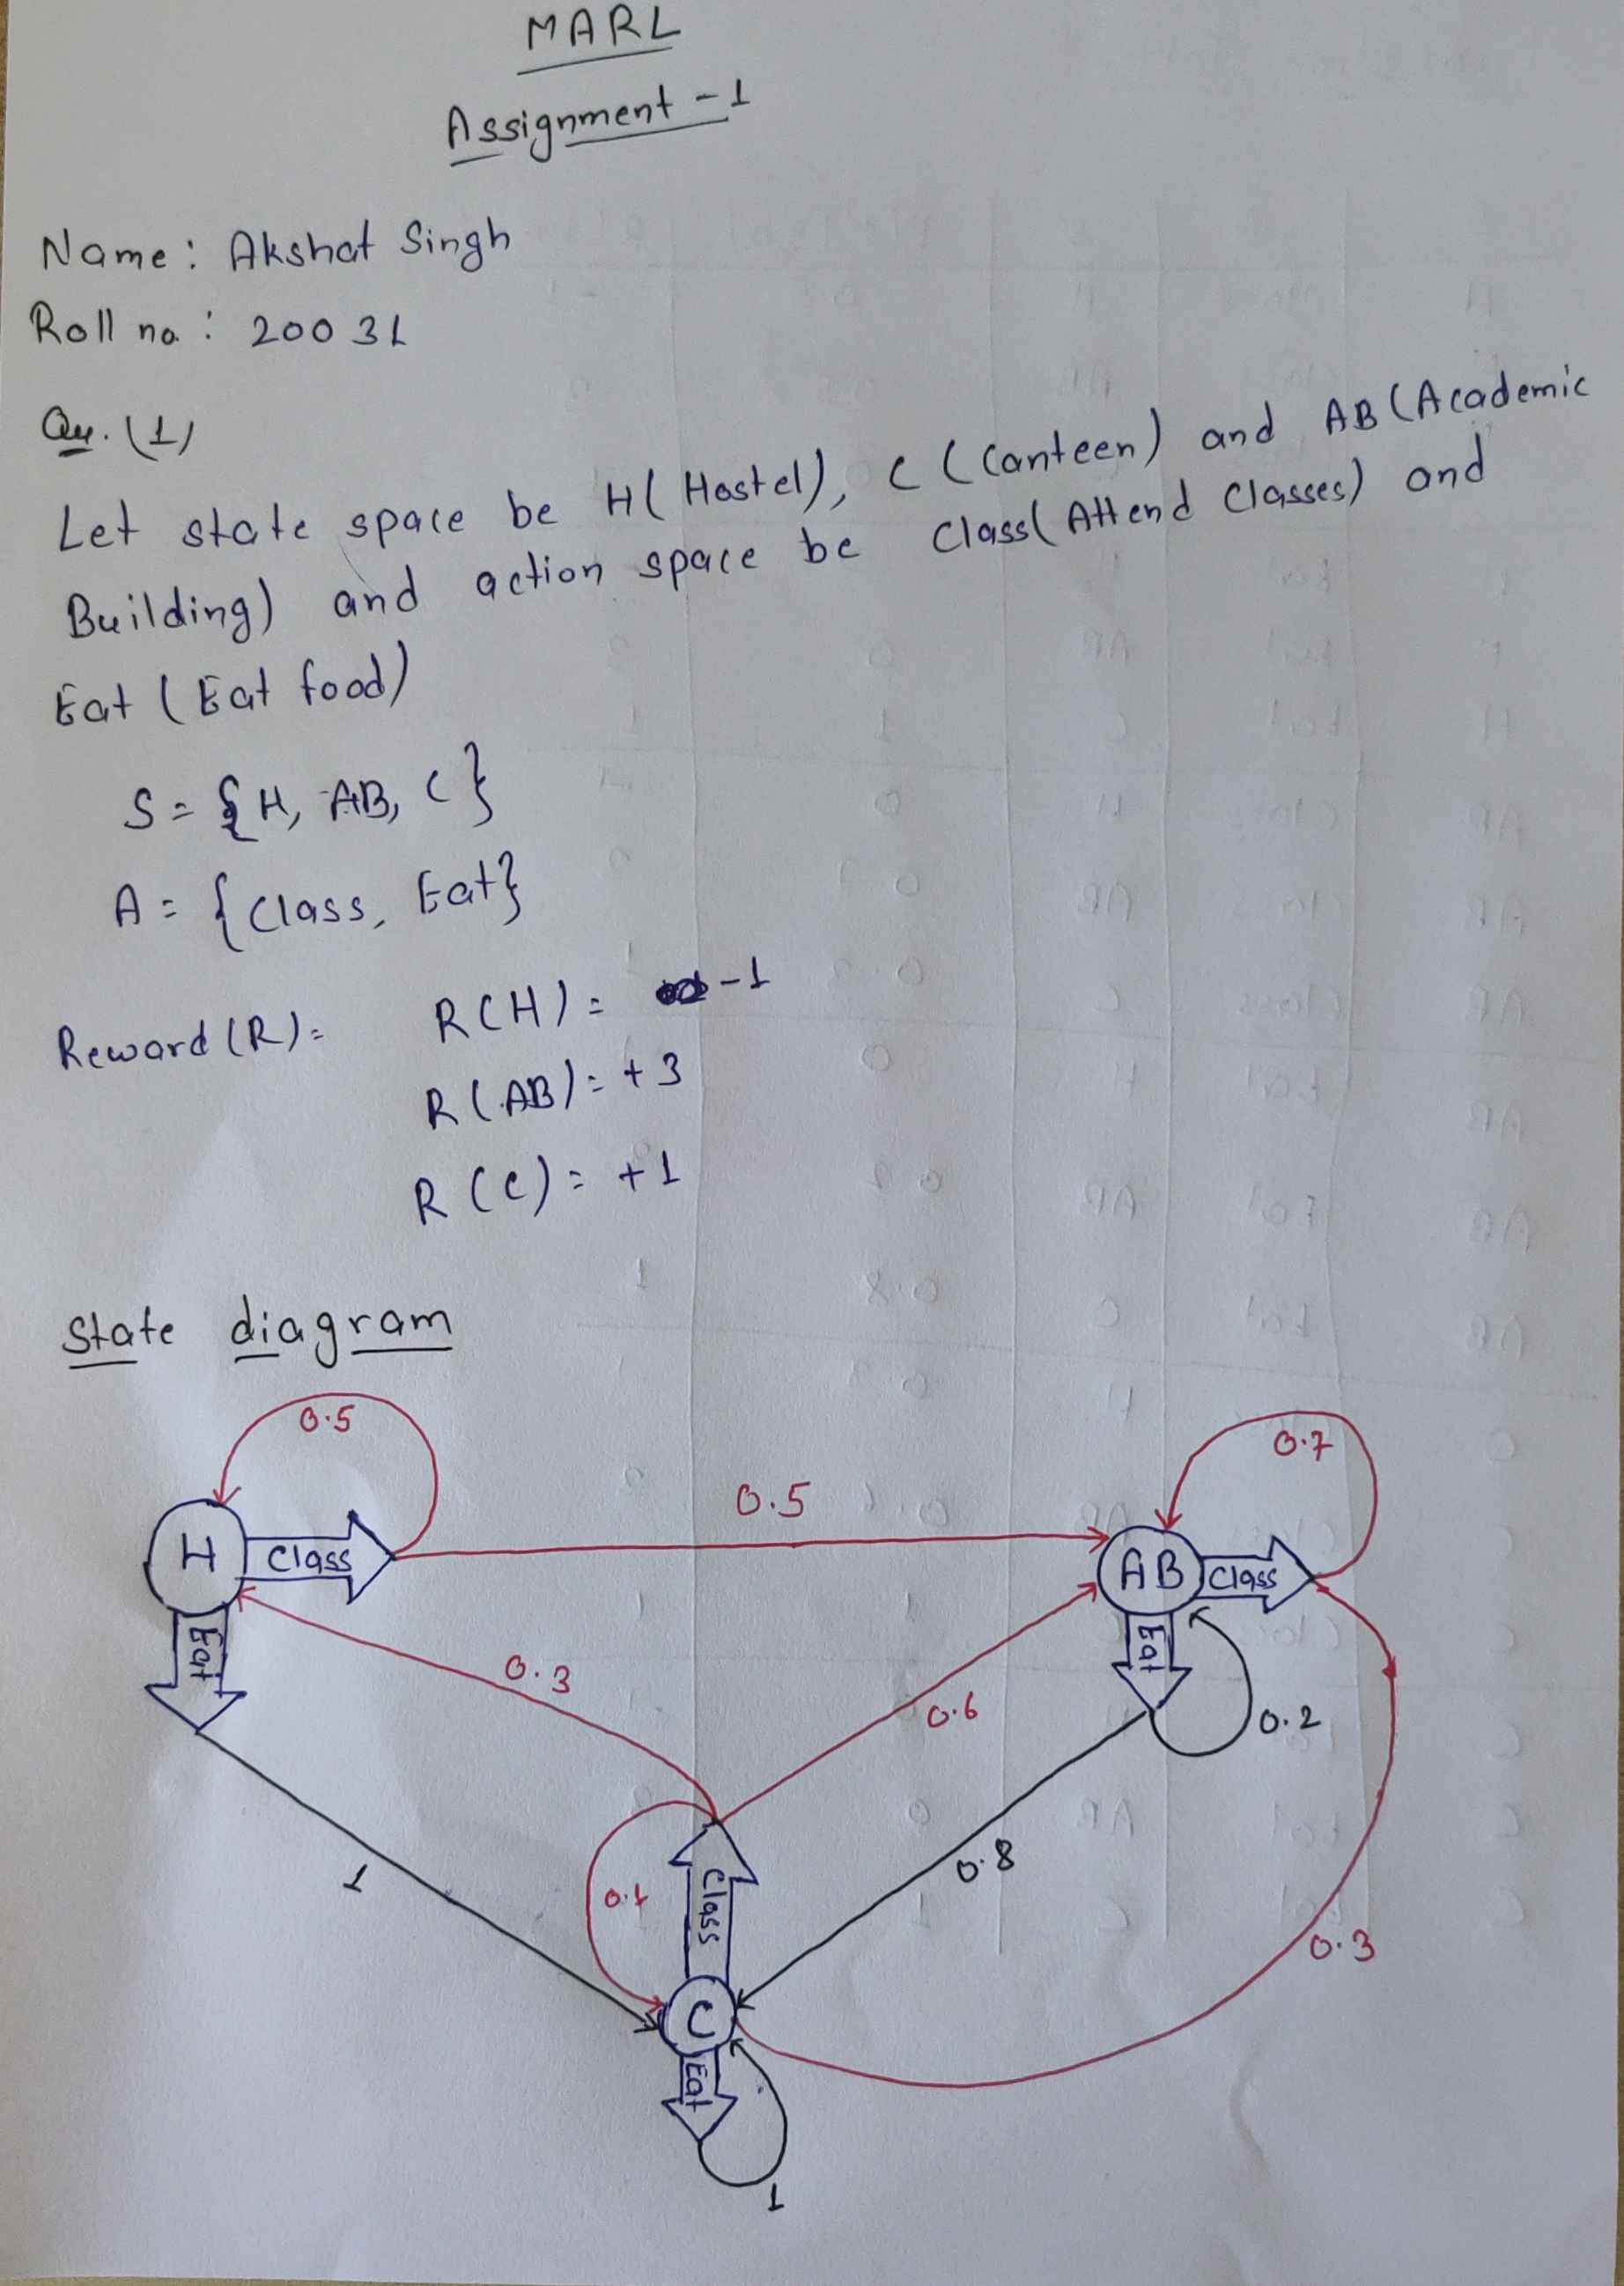 MARL
Assignment - 1
Name : Akshat Singh
Roll no. : 20031
Qu. (1)
Let state space be H( Hostel), C (Canteen) and AB (Academic
Building) and action space be Class( Attend Classes) and
Eat ( Eat food)
S = { H, AB, C }
A = { Class, Eat}
Reward (R) = R(H) = -1
R(AB) = +3
R(C) = +1
State diagram
0.5
0.7
0.5
H Class
AB Class
Eat
Eat
0.3
0.6
0.2
1
0.1
Class
0.8
0.3
C
Eat
1